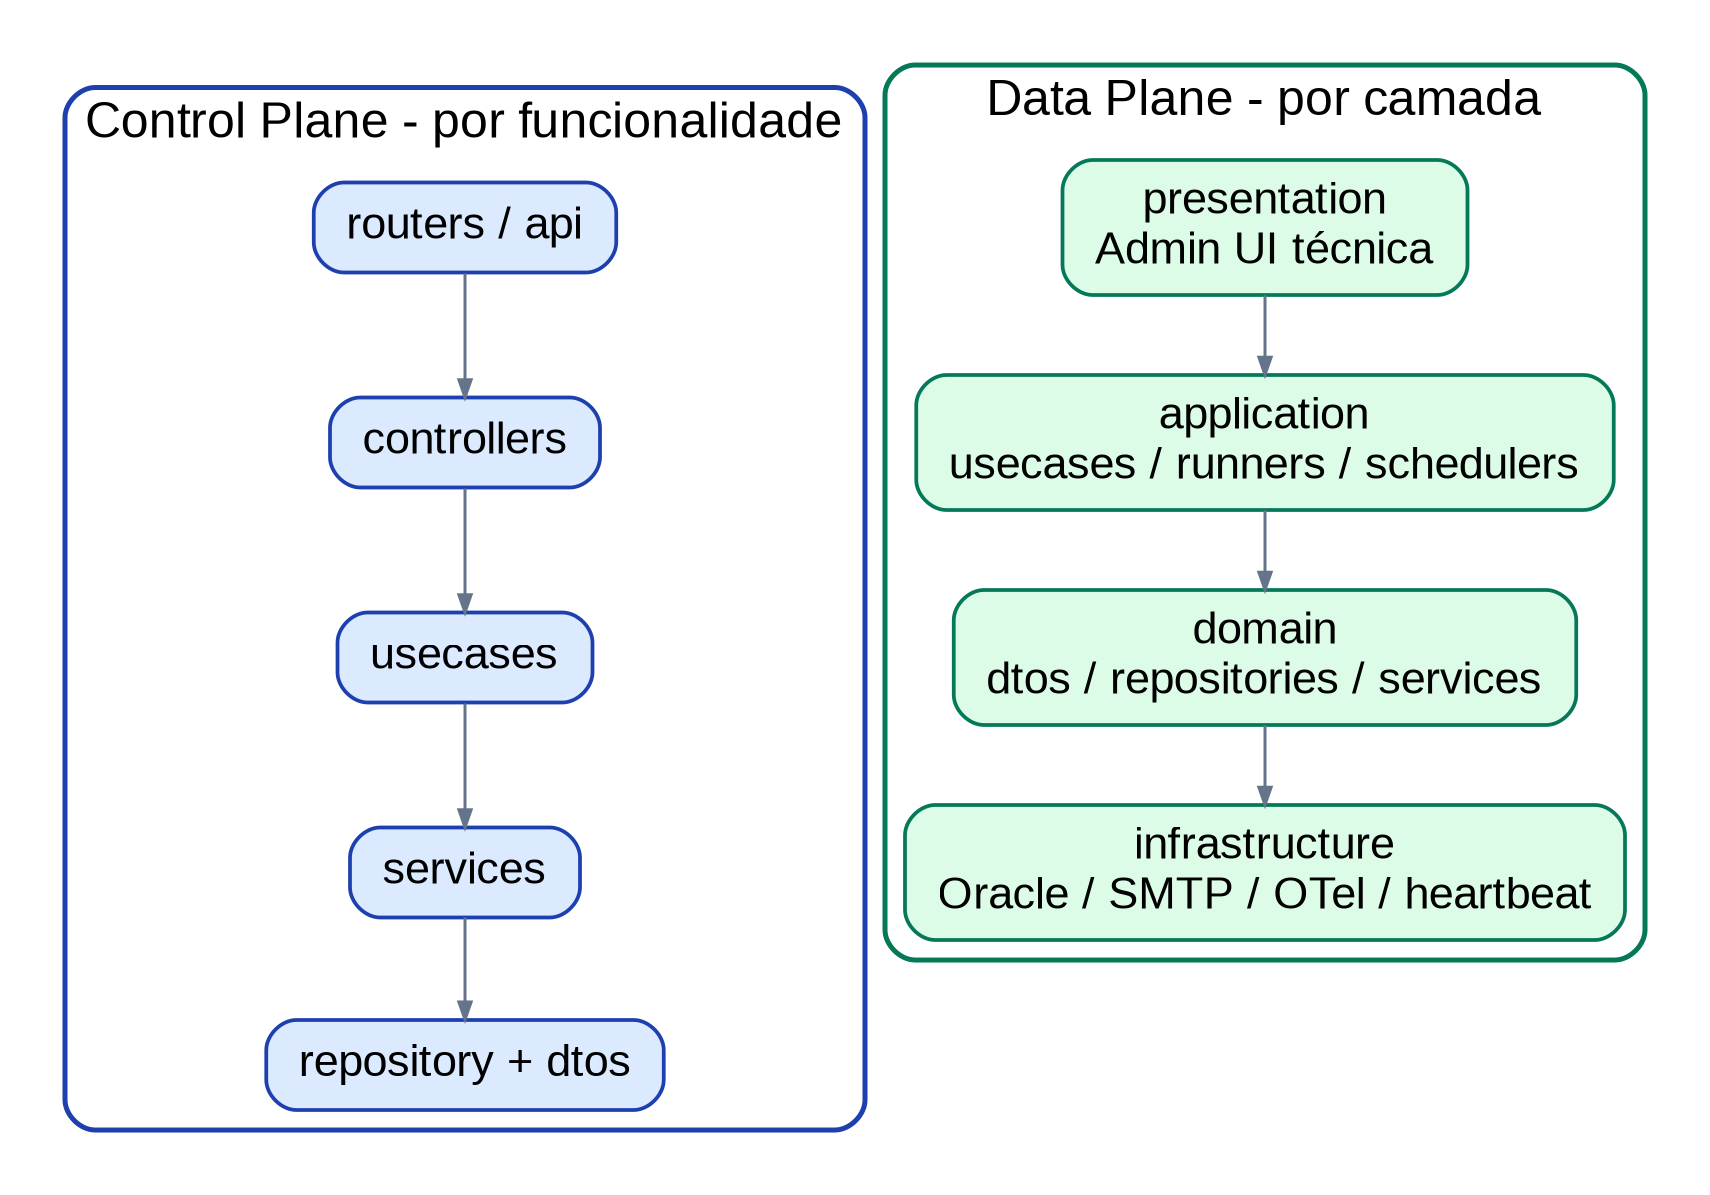 Control Plane - por funcionalidade
routers / api
controllers
usecases
services
repository + dtos
Data Plane - por camada
presentation
Admin UI técnica
application
usecases / runners / schedulers
domain
dtos / repositories / services
infrastructure
Oracle / SMTP / OTel / heartbeat